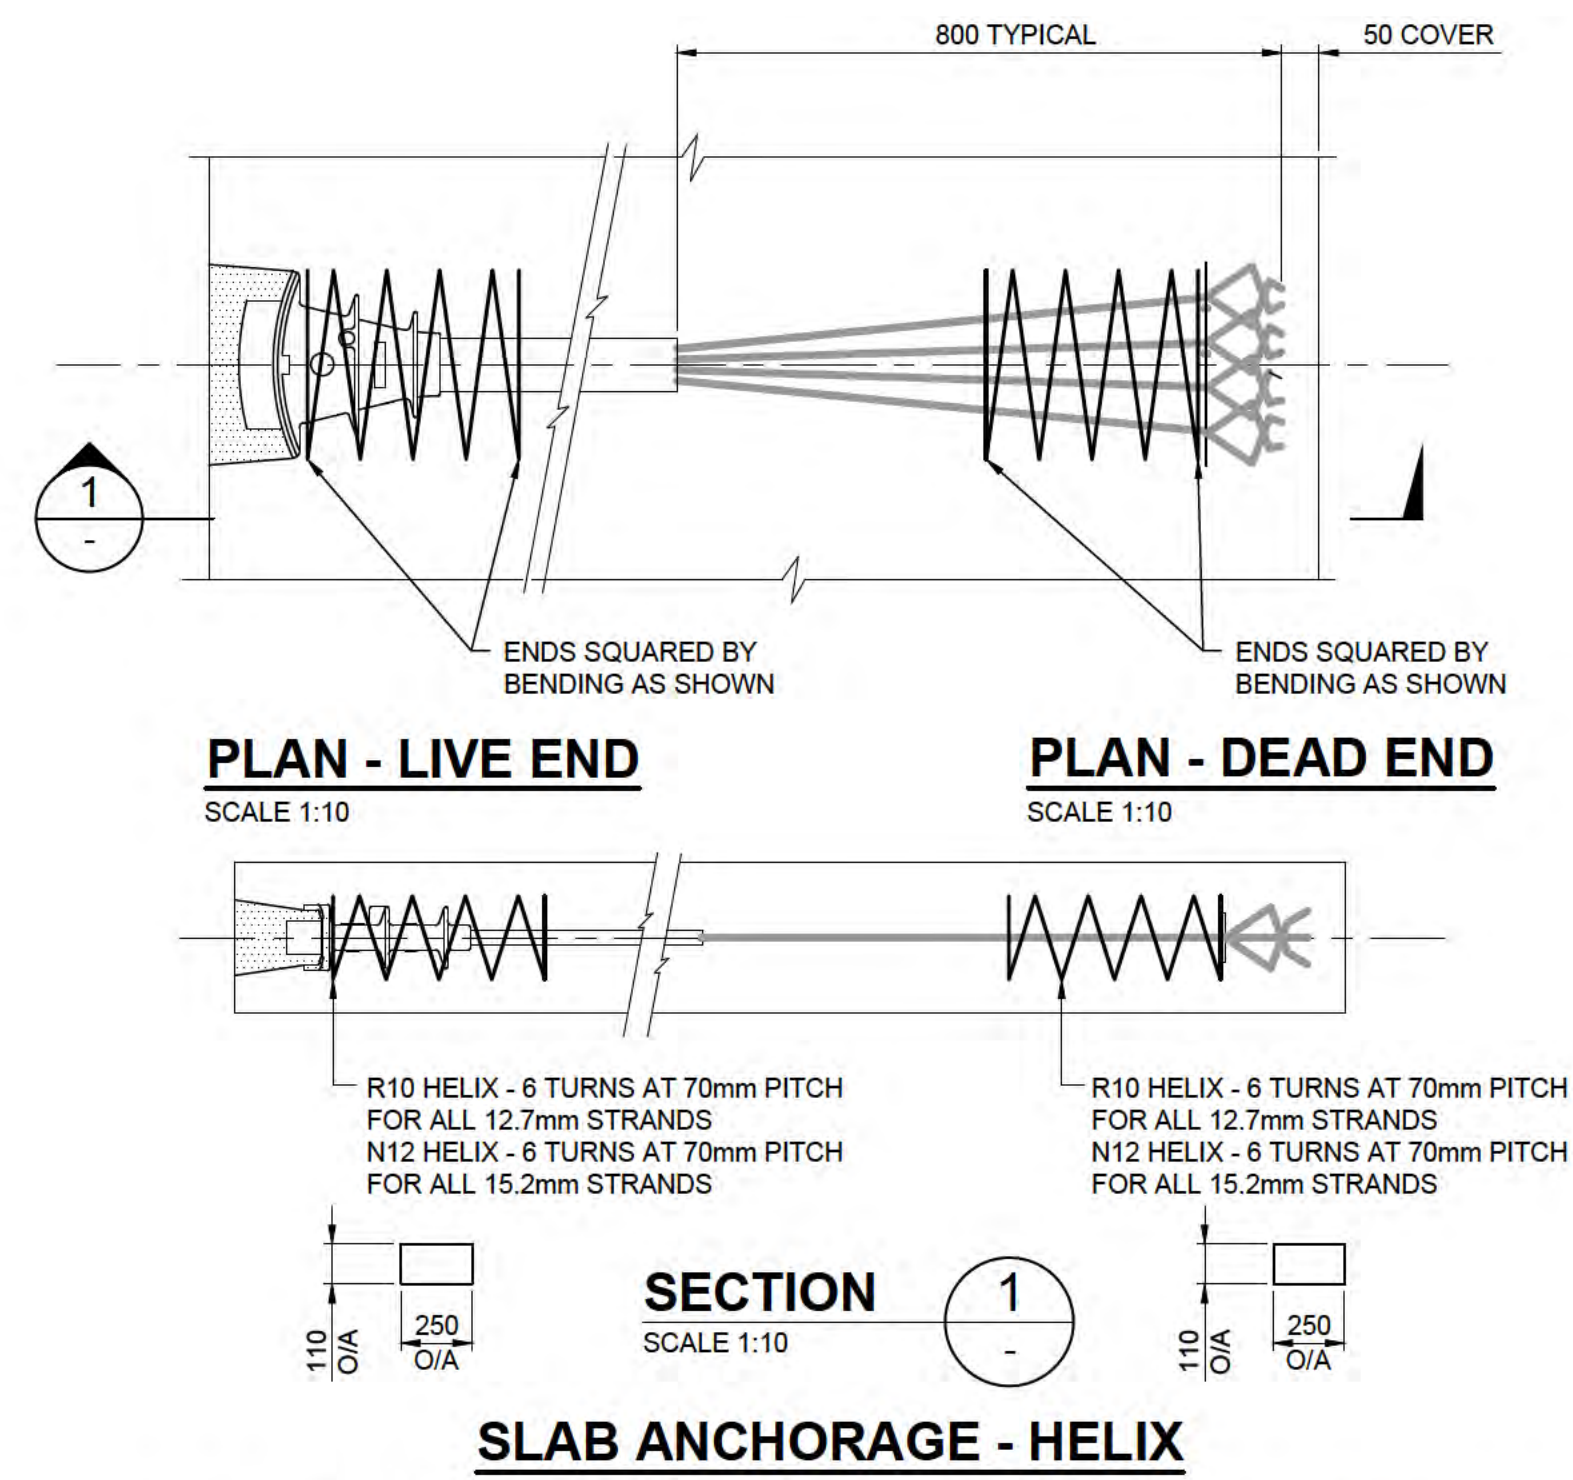 800 TYPICAL
50 COVER
1
-
ENDS SQUARED BY
BENDING AS SHOWN
ENDS SQUARED BY
BENDING AS SHOWN
PLAN - LIVE END
SCALE 1:10
PLAN - DEAD END
SCALE 1:10
R10 HELIX - 6 TURNS AT 70mm PITCH
FOR ALL 12.7mm STRANDS
N12 HELIX - 6 TURNS AT 70mm PITCH
FOR ALL 15.2mm STRANDS
R10 HELIX - 6 TURNS AT 70mm PITCH
FOR ALL 12.7mm STRANDS
N12 HELIX - 6 TURNS AT 70mm PITCH
FOR ALL 15.2mm STRANDS
110
O/A
250
O/A
SECTION
SCALE 1:10
1
-
110
O/A
250
O/A
SLAB ANCHORAGE - HELIX